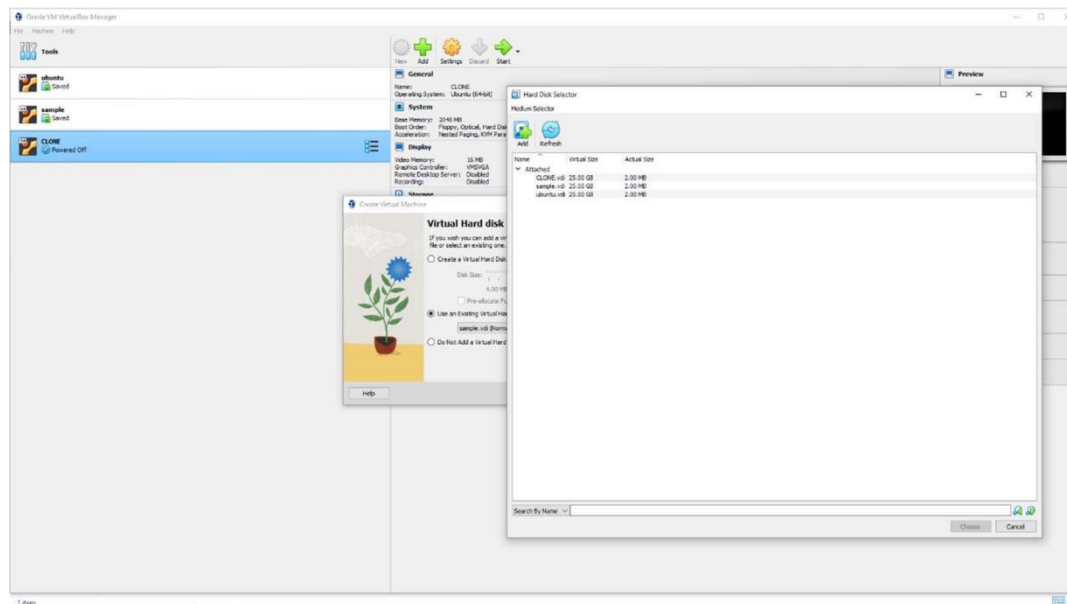 Oracle VM VirtualBox Manager
File Machine Help
Tools
ubuntu
Saved
sample
Saved
CLONE
Powered Off
New Add Settings Discard Start
General
Name: CLONE
Operating System: Ubuntu (64-bit)
System
Base Memory: 2048 MB
Boot Order: Floppy, Optical, Hard Disk
Acceleration: Nested Paging, KVM Para
Display
Video Memory: 16 MB
Graphics Controller: VMSVGA
Remote Desktop Server: Disabled
Recording: Disabled
Storage
Preview
Create Virtual Machine
Virtual Hard disk
If you wish you can add a vir
file or select an existing one.
Create a Virtual Hard Disk
Disk Size:
4.00 MB
Pre-allocate Fu
Use an Existing Virtual Ha
sample.vdi (Norm
Do Not Add a Virtual Hard
Help
Hard Disk Selector
Medium Selector
Add Refresh
Name Virtual Size Actual Size
Attached
CLONE.vdi 25.00 GB 2.00 MB
sample.vdi 25.00 GB 2.00 MB
ubuntu.vdi 25.00 GB 2.00 MB
Search By Name
Choose Cancel
1 item